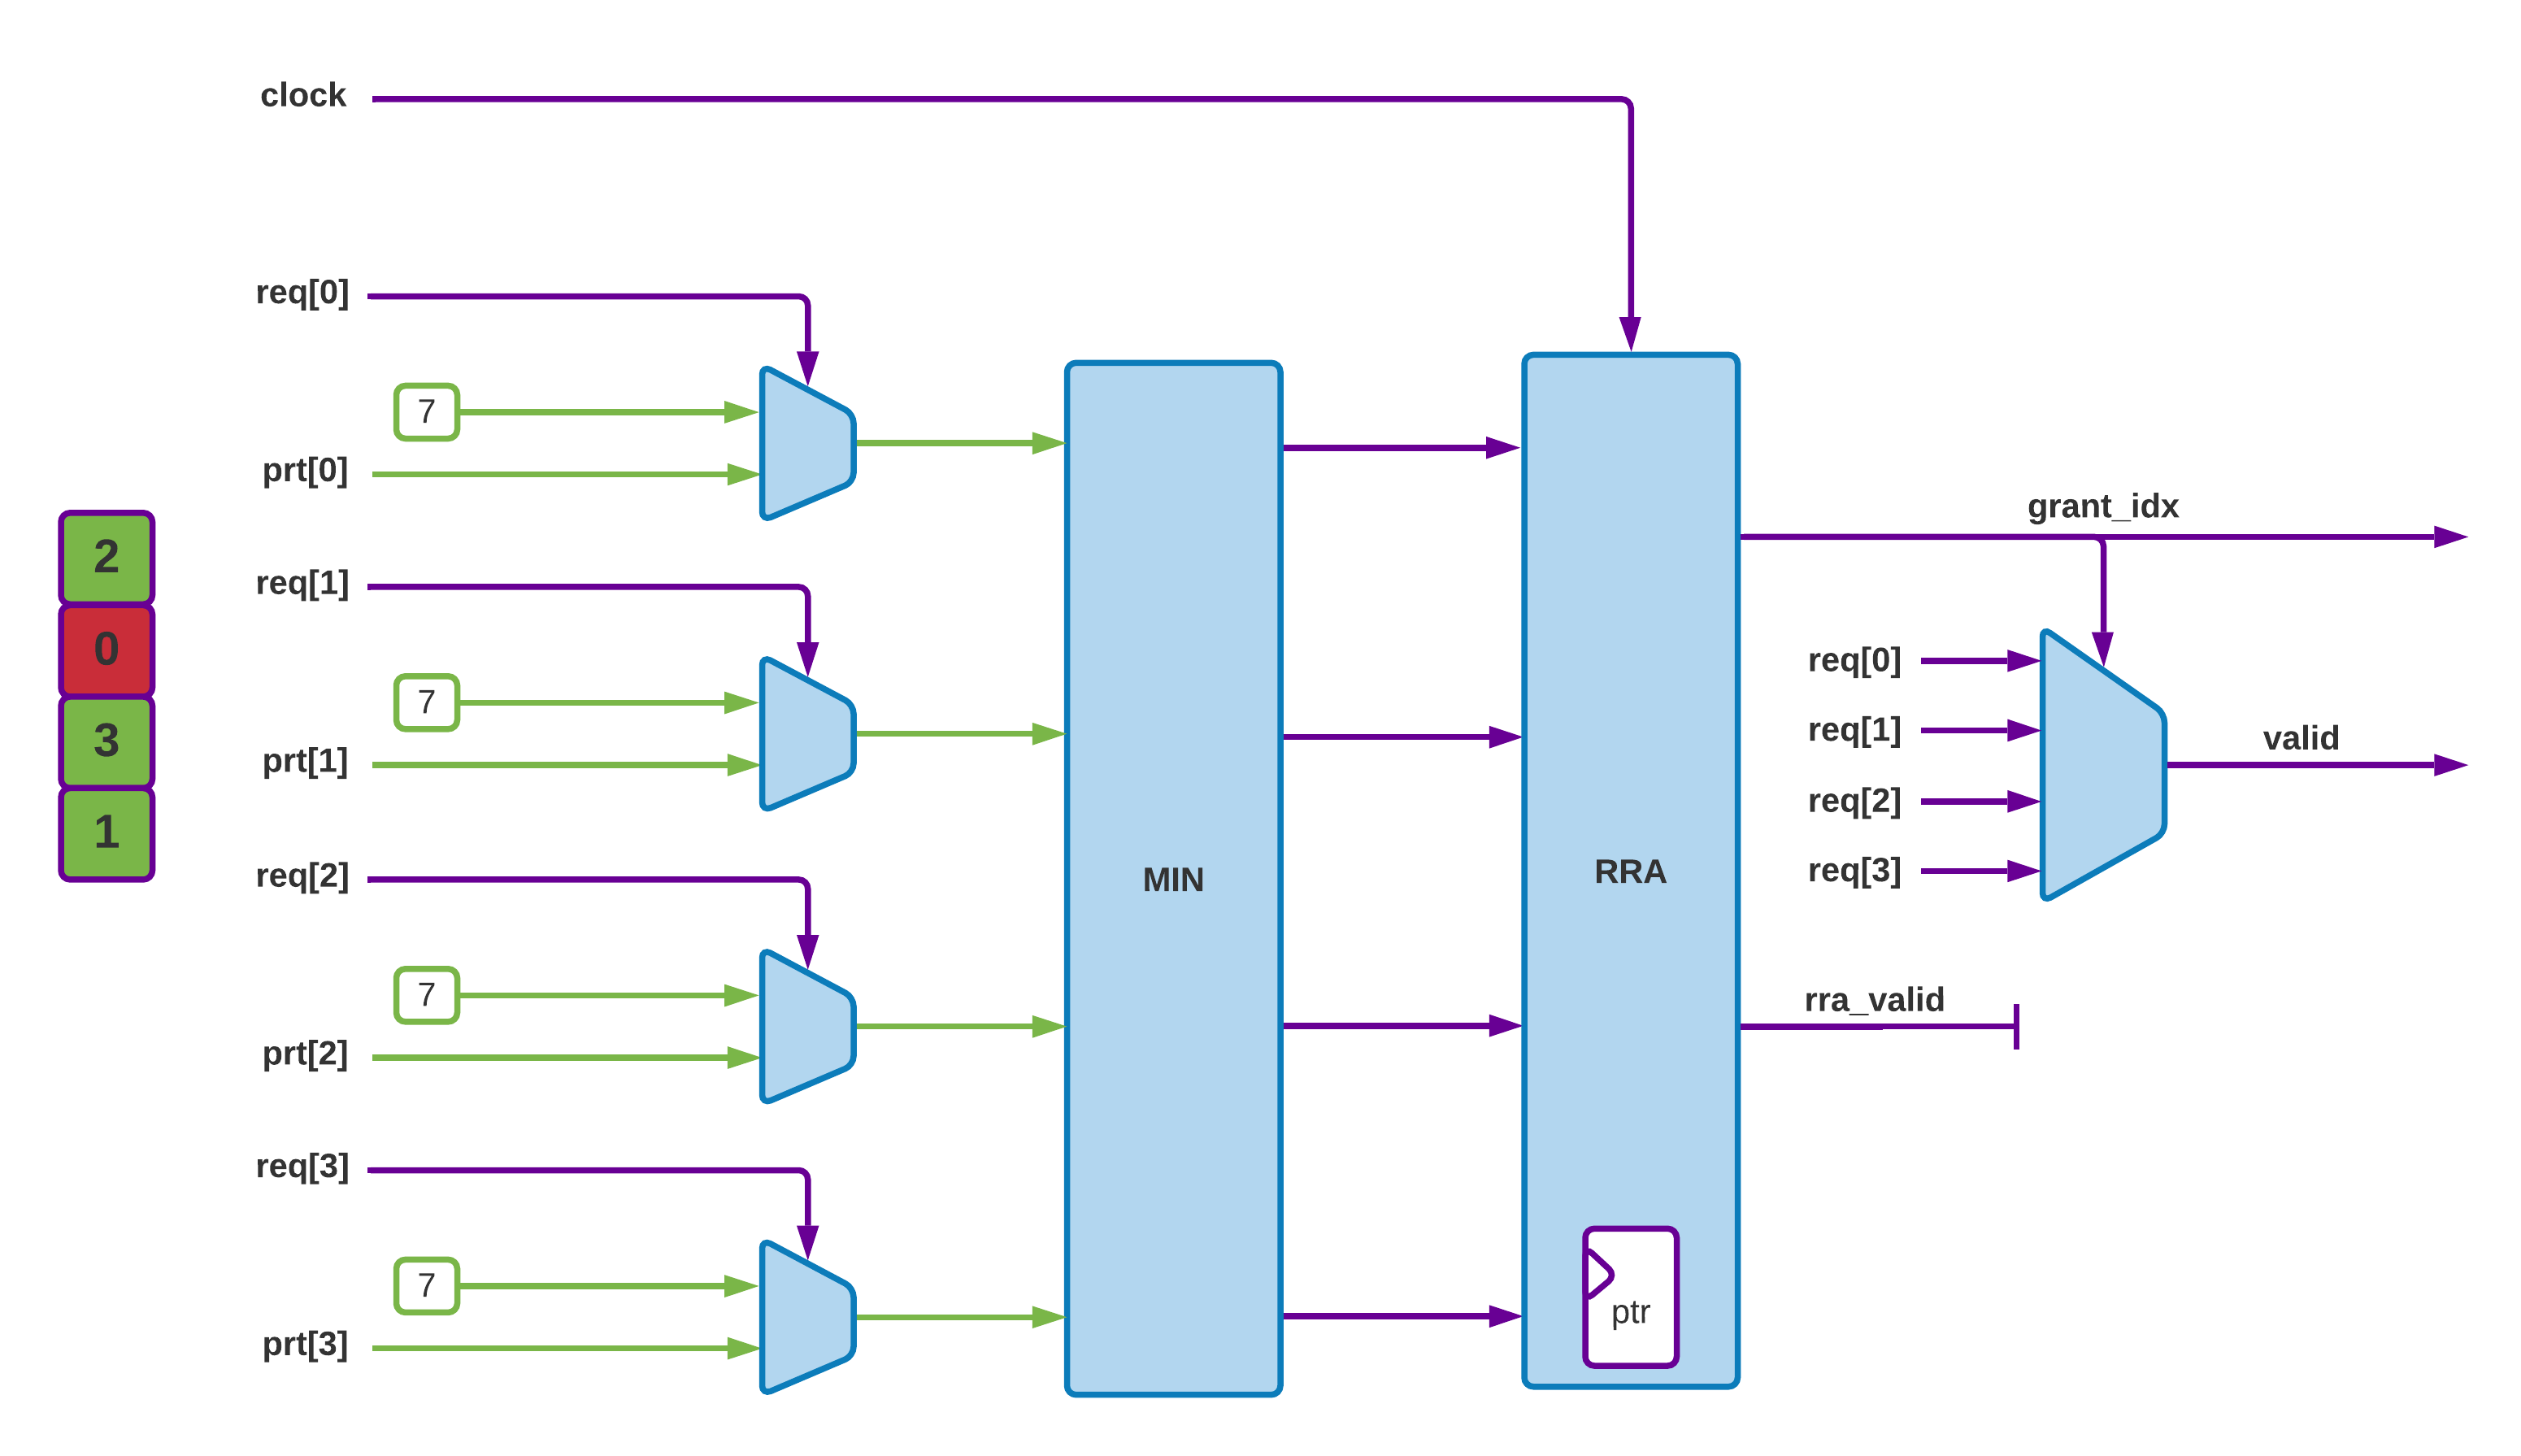 clock
req[0]
7
prt[0]
2
0
3
1
req[1]
7
prt[1]
req[2]
7
prt[2]
req[3]
7
prt[3]
MIN
RRA
ptr
grant_idx
req[0]
req[1]
req[2]
req[3]
valid
rra_valid